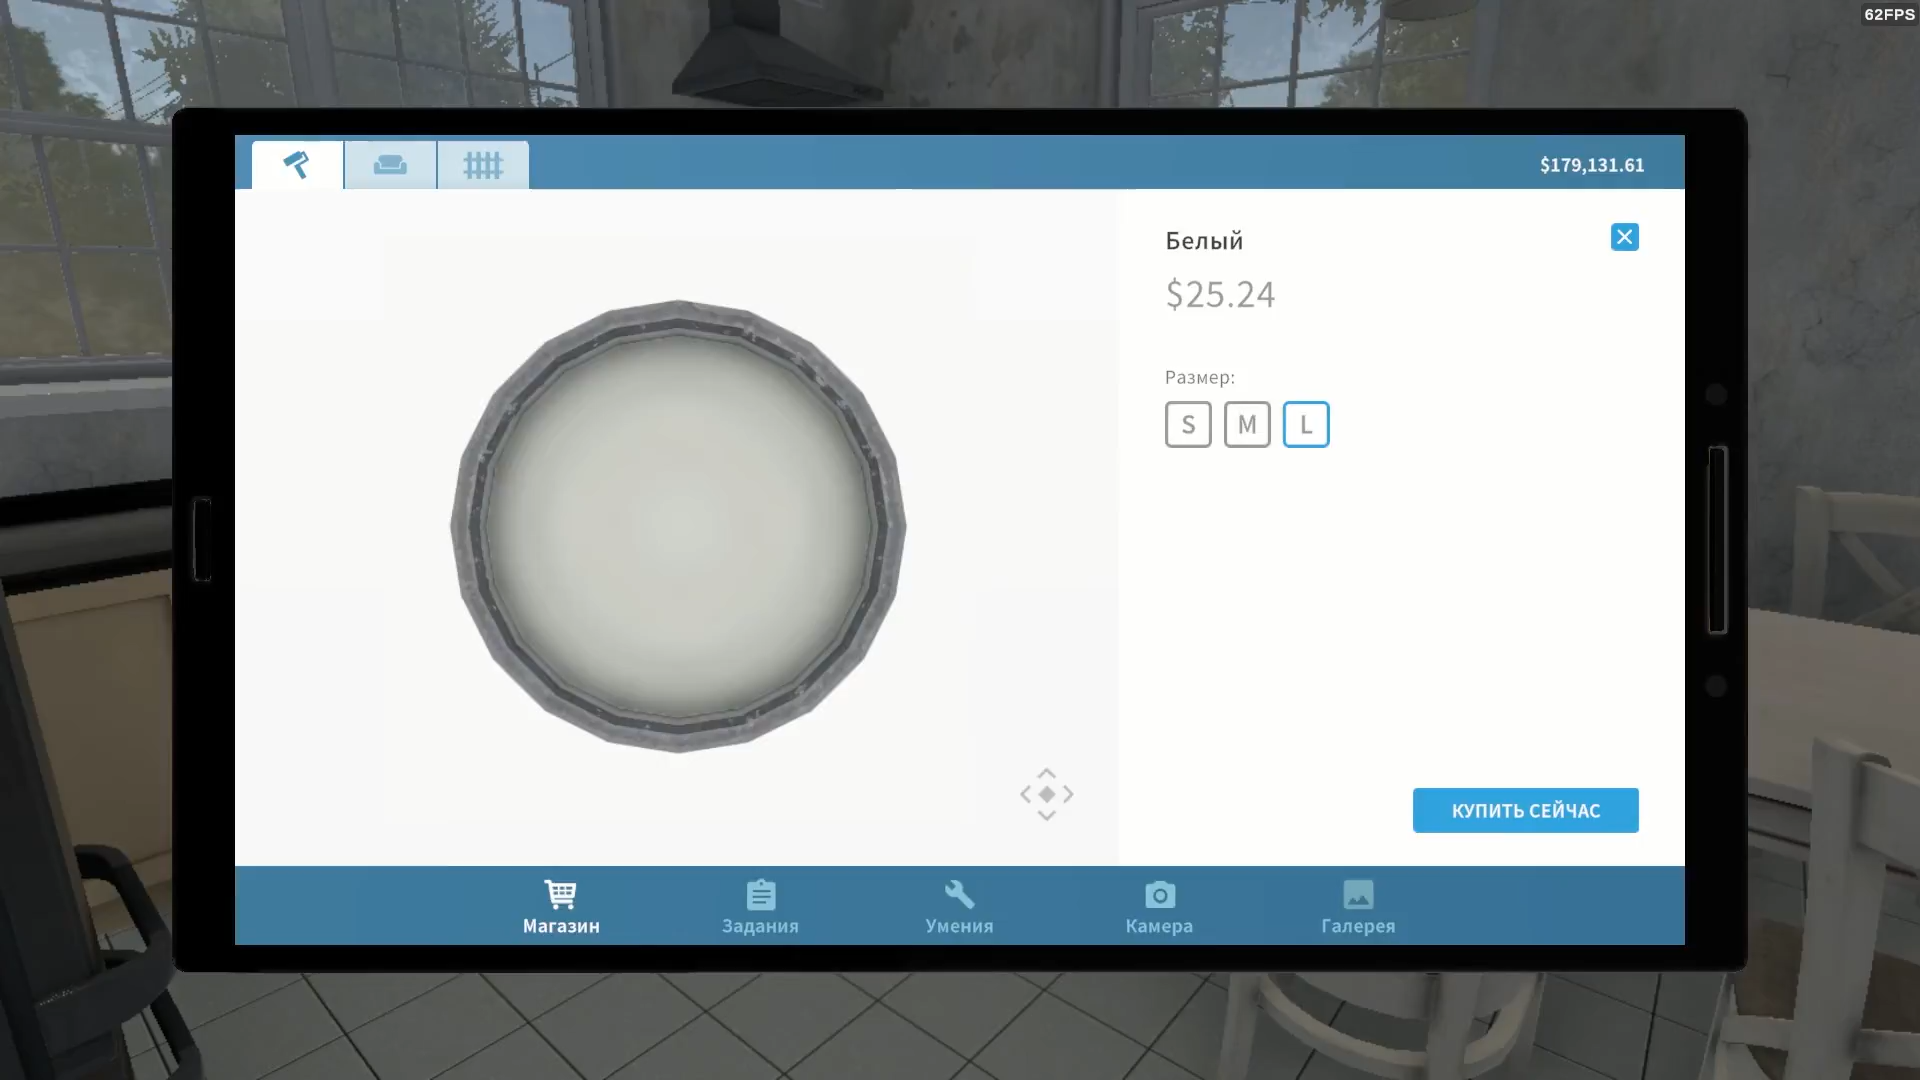 62FPS
$179,131.61
Белый
$25.24
Размер:
S M L
КУПИТЬ СЕЙЧАС
Магазин Задания Умения Камера Галерея